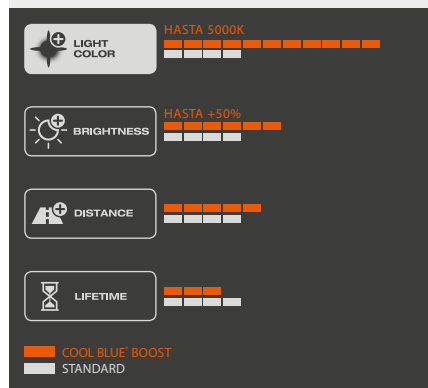 HASTA 5000K
LIGHT
COLOR
HASTA +50%
BRIGHTNESS
DISTANCE
LIFETIME
COOL BLUE® BOOST
STANDARD